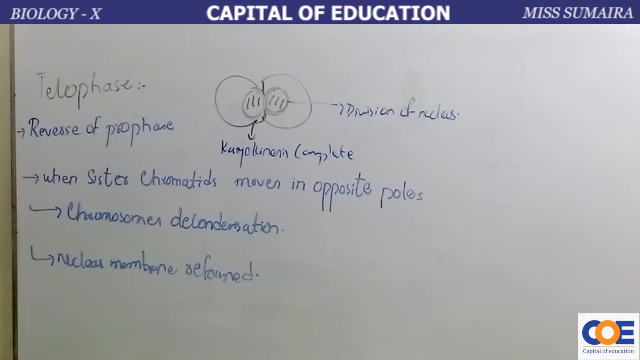 BIOLOGY - X
CAPITAL OF EDUCATION
MISS SUMAIRA
Telophase:-
→ Division of nucleus.
→ Reverse of prophase
Karyokinesis Complete
→ when Sister Chromatids moves in opposite poles
→ Chromosomes decondensation.
→ nuclear membrane reformed.
COE
Capital of education